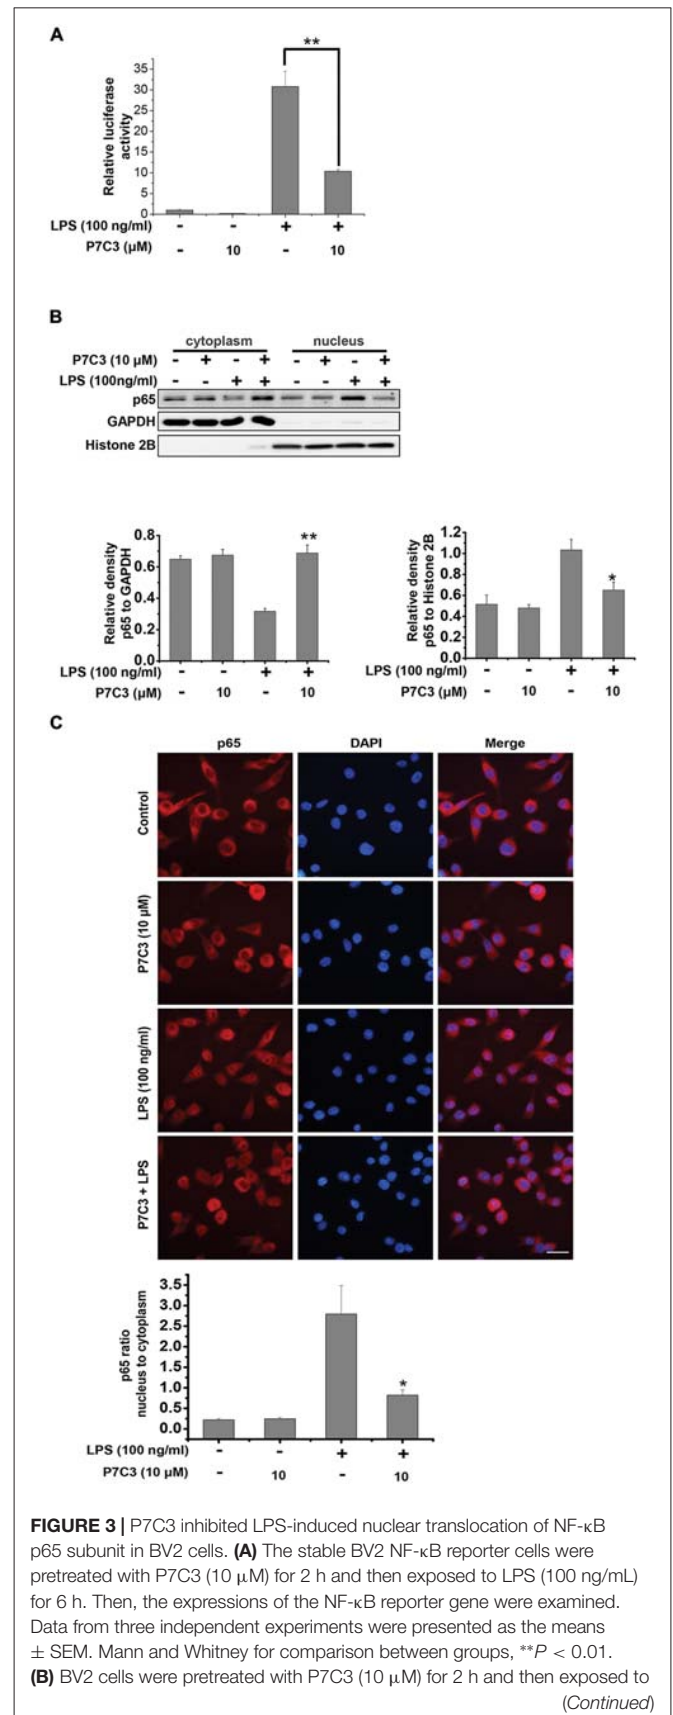 A
**
Relative luciferase
activity
35
30
25
20
15
10
5
0
LPS (100 ng/ml) - - + +
P7C3 (μM) - 10 - 10
B
cytoplasm nucleus
P7C3 (10 μM) - + - + - + - +
LPS (100ng/ml) - - + + - - + +
p65
GAPDH
Histone 2B
Relative density
p65 to GAPDH
0.8
0.6
0.4
0.2
0.0
**
LPS (100 ng/ml) - - + +
P7C3 (μM) - 10 - 10
Relative density
p65 to Histone 2B
1.2
1.0
0.8
0.6
0.4
0.2
0.0
*
LPS (100 ng/ml) - - + +
P7C3 (μM) - 10 - 10
C
p65 DAPI Merge
Control
P7C3 (10 μM)
LPS (100 ng/ml)
P7C3 + LPS
p65 ratio
nucleus to cytoplasm
3.5
3.0
2.5
2.0
1.5
1.0
0.5
0.0
*
LPS (100 ng/ml) - - + +
P7C3 (10 μM) - 10 - 10
FIGURE 3 | P7C3 inhibited LPS-induced nuclear translocation of NF-κB
p65 subunit in BV2 cells. (A) The stable BV2 NF-κB reporter cells were
pretreated with P7C3 (10 μM) for 2 h and then exposed to LPS (100 ng/mL)
for 6 h. Then, the expressions of the NF-κB reporter gene were examined.
Data from three independent experiments were presented as the means
± SEM. Mann and Whitney for comparison between groups, **P < 0.01.
(B) BV2 cells were pretreated with P7C3 (10 μM) for 2 h and then exposed to
(Continued)